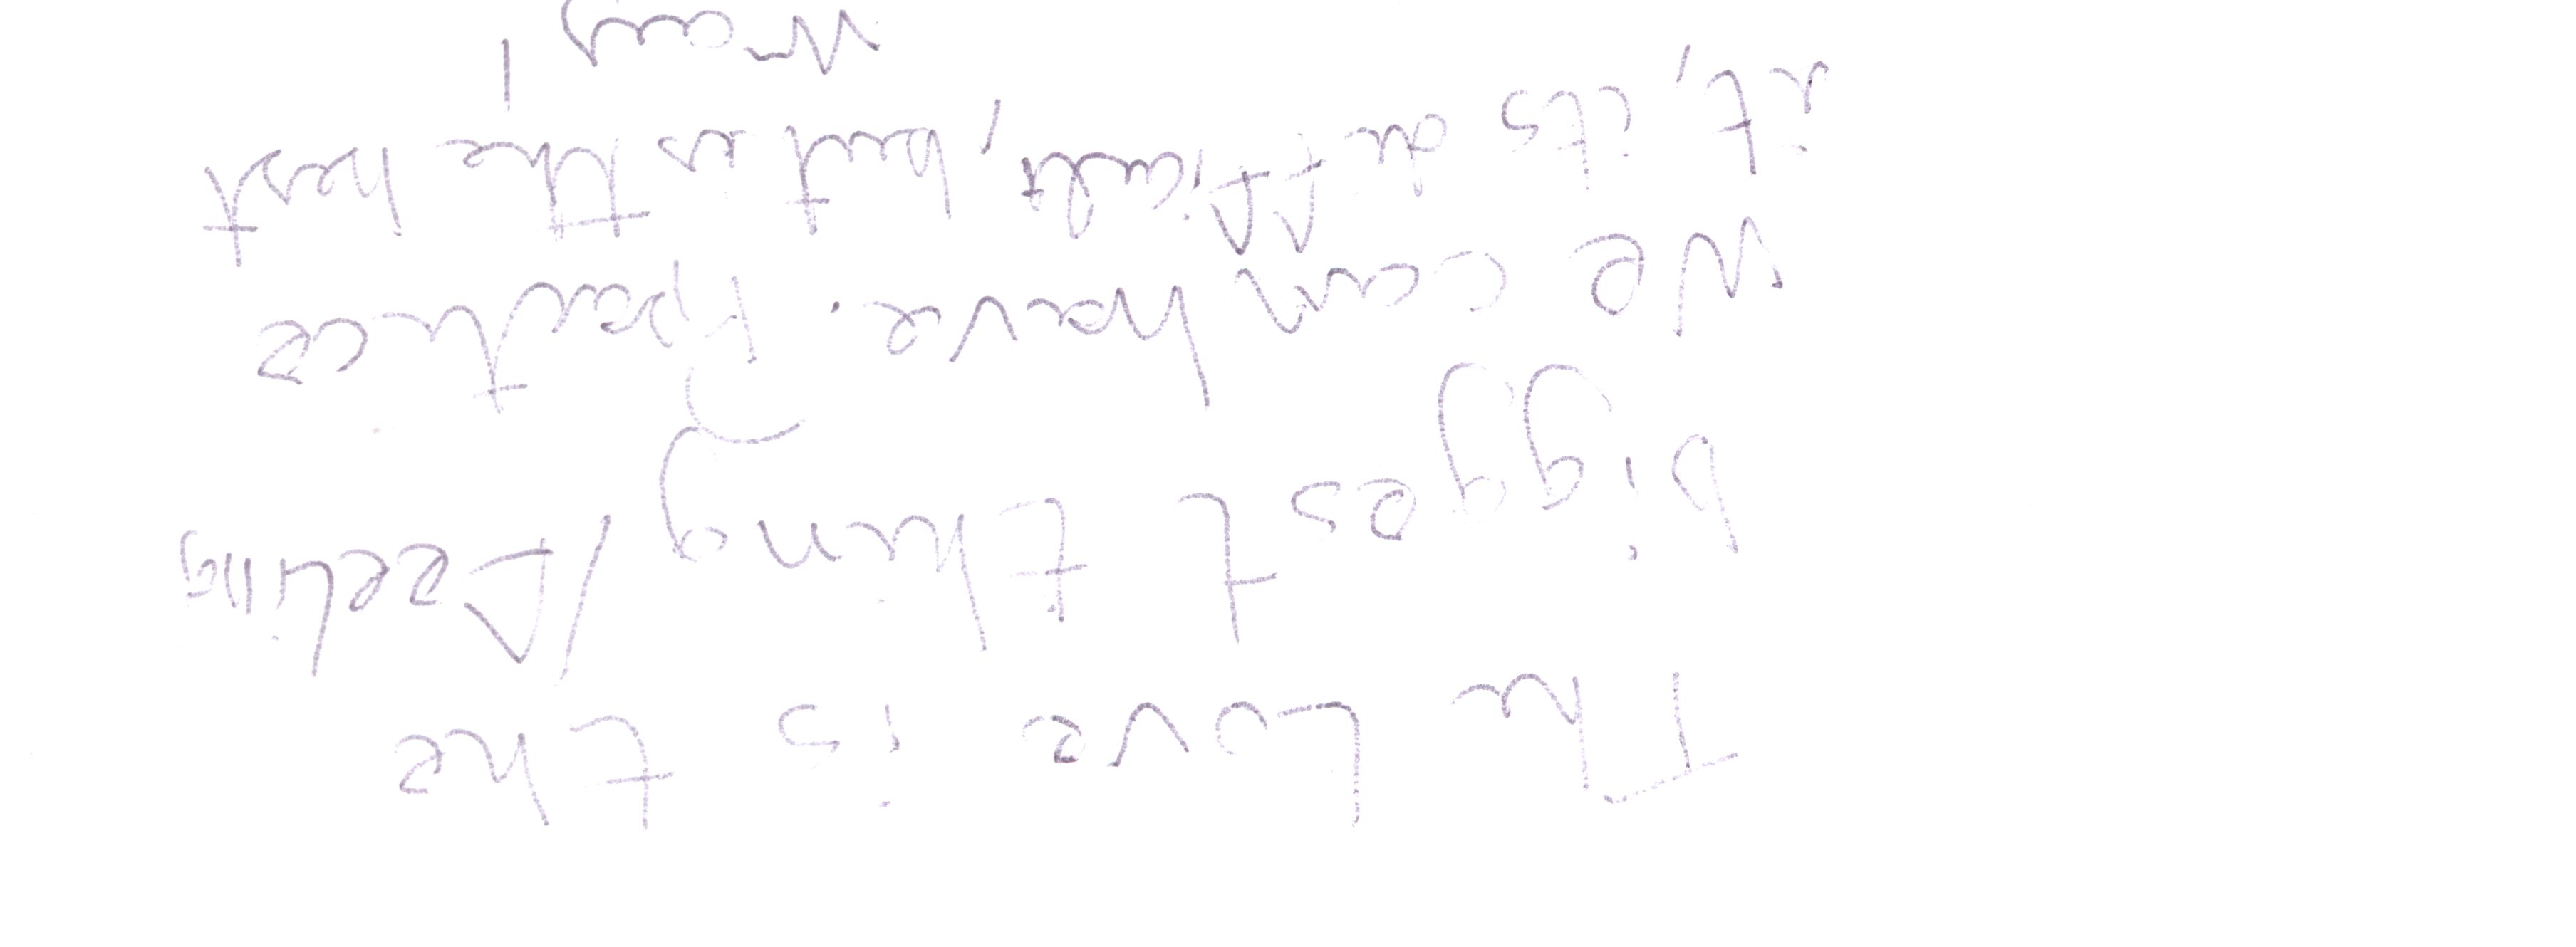 The Love is the
biggest thing/feeling
We can have. Practice
it, its difficult, but is the best
way!